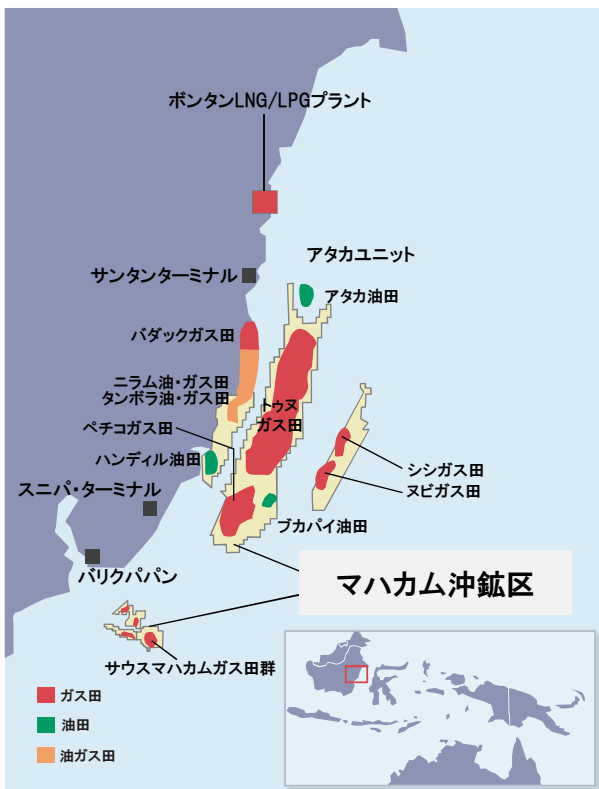 ボンタンLNG/LPGプラント
サンタンターミナル
アタカユニット
アタカ油田
バダックガス田
ニラム油・ガス田
タンボラ油・ガス田
トゥヌ
ガス田
ペチコガス田
ハンディル油田
シシガス田
ヌビガス田
スニパ・ターミナル
ブカパイ油田
バリクパパン
マハカム沖鉱区
サウスマハカムガス田群
ガス田
油田
油ガス田